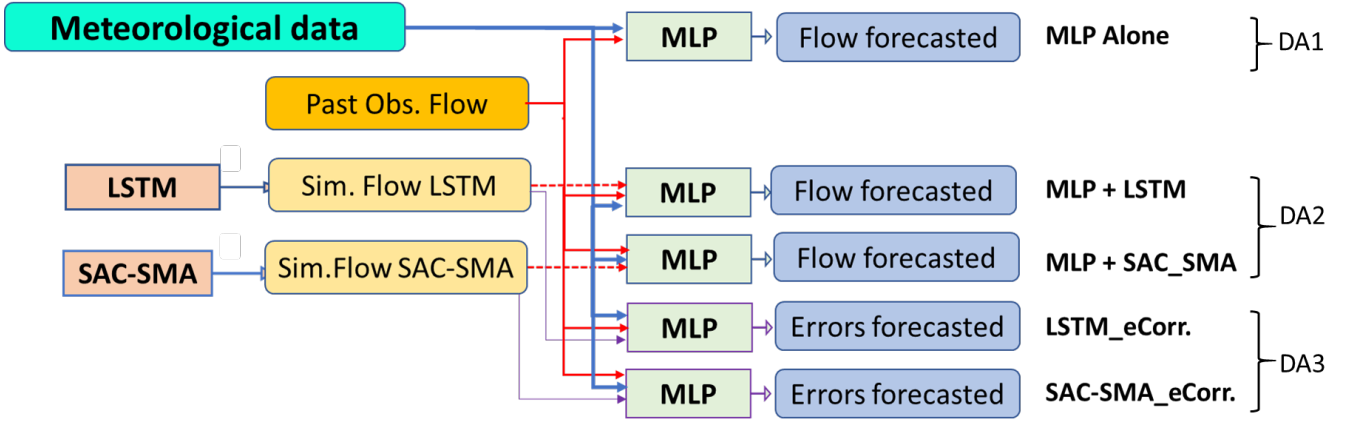 Meteorological data
MLP
Flow forecasted
MLP Alone
DA1
Past Obs. Flow
LSTM
Sim. Flow LSTM
MLP
Flow forecasted
MLP + LSTM
DA2
SAC-SMA
Sim.Flow SAC-SMA
MLP
Flow forecasted
MLP + SAC_SMA
MLP
Errors forecasted
LSTM_eCorr.
DA3
MLP
Errors forecasted
SAC-SMA_eCorr.